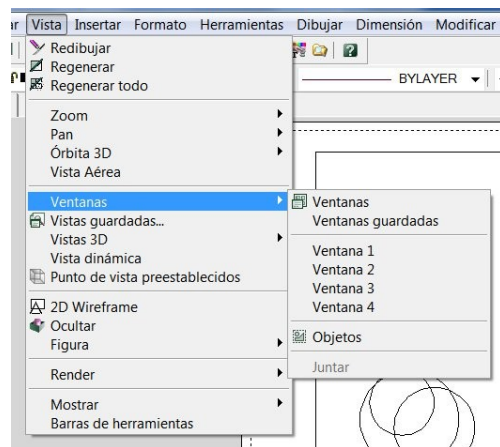 ar Vista Insertar Formato Herramientas Dibujar Dimensión Modificar
Redibujar
Regenerar
Regenerar todo
BYLAYER
Zoom
Pan
Órbita 3D
Vista Aérea
Ventanas
Vistas guardadas...
Vistas 3D
Vista dinámica
Punto de vista preestablecidos
2D Wireframe
Ocultar
Figura
Render
Mostrar
Barras de herramientas
Ventanas
Ventanas guardadas
Ventana 1
Ventana 2
Ventana 3
Ventana 4
Objetos
Juntar